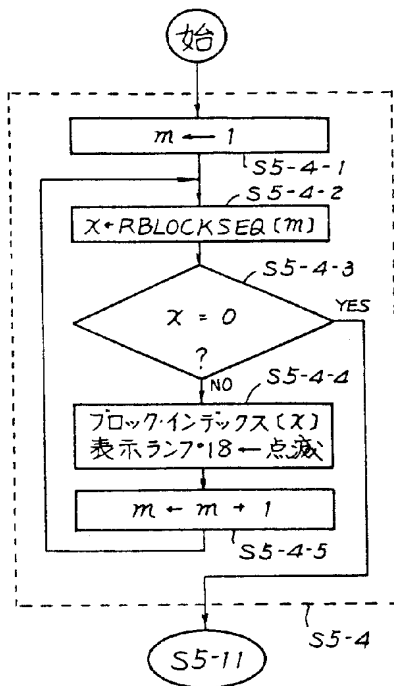 始
m ← 1
S5-4-1
S5-4-2
x←RBLOCKSEQ(m)
S5-4-3
x = 0
?
YES
NO
S5-4-4
ブロック・インデックス(x)
表示ランプ18←点滅
m ← m + 1
S5-4-5
S5-4
S5-11